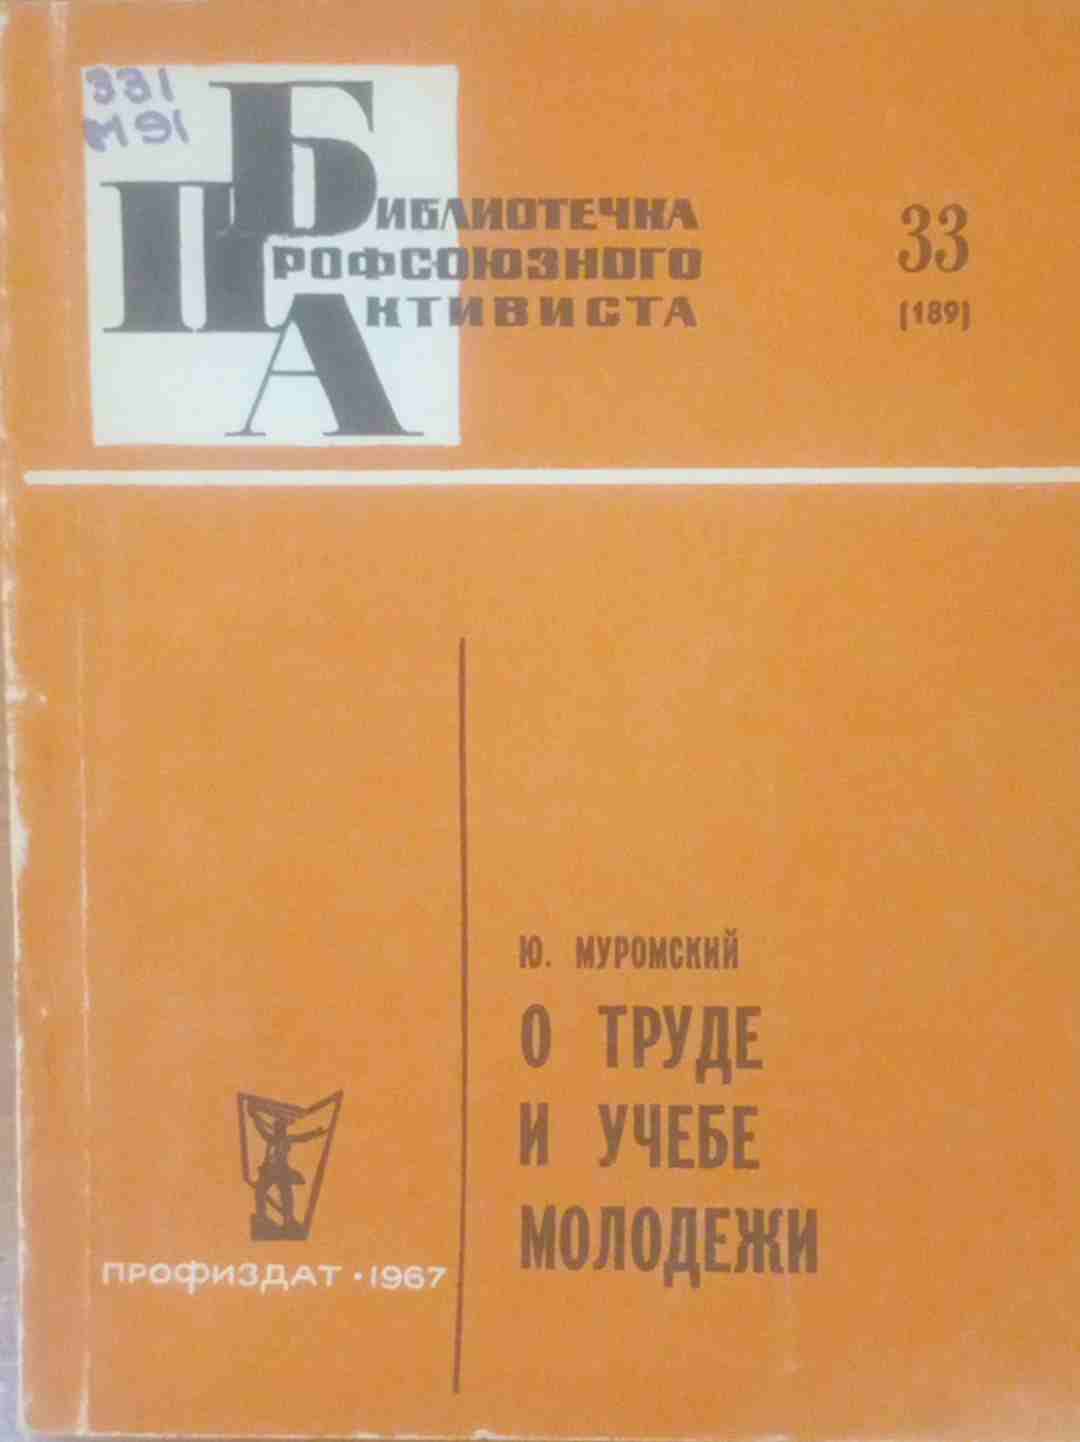 331
М91
БИБЛИОТЕЧКА
ПРОФСОЮЗНОГО
АКТИВИСТА
33
(189)
Ю. МУРОМСКИЙ
О ТРУДЕ
И УЧЕБЕ
МОЛОДЕЖИ
ПРОФИЗДАТ • 1967